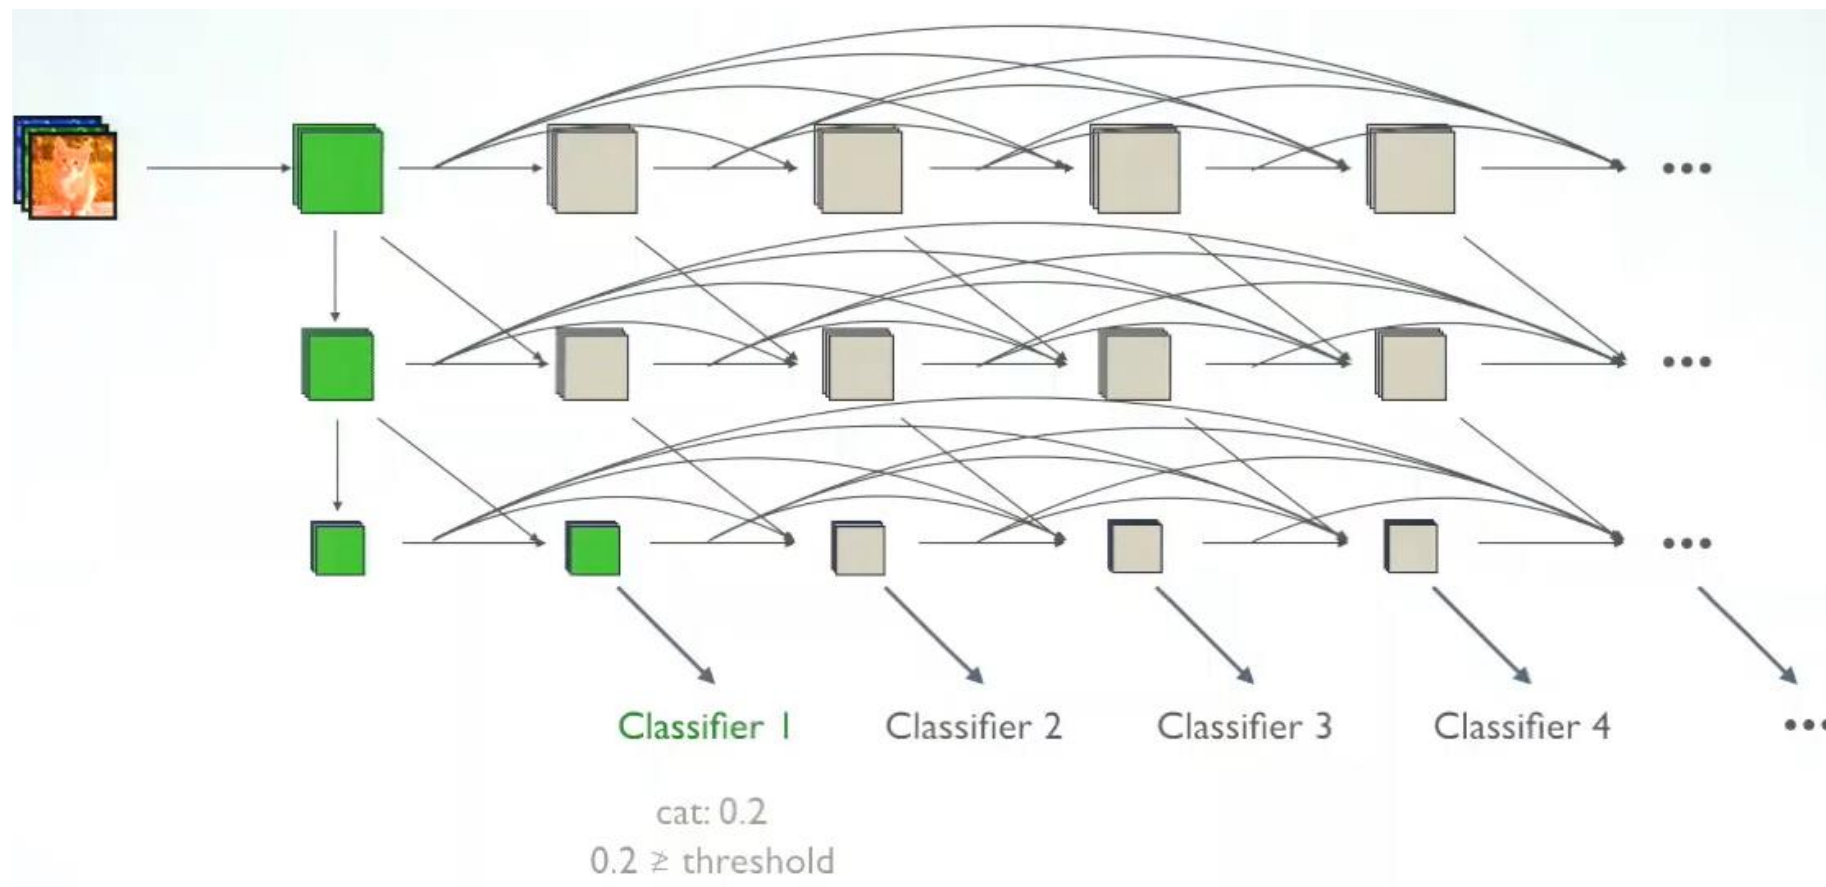 Classifier 1
Classifier 2
Classifier 3
Classifier 4
cat: 0.2
0.2 ≱ threshold